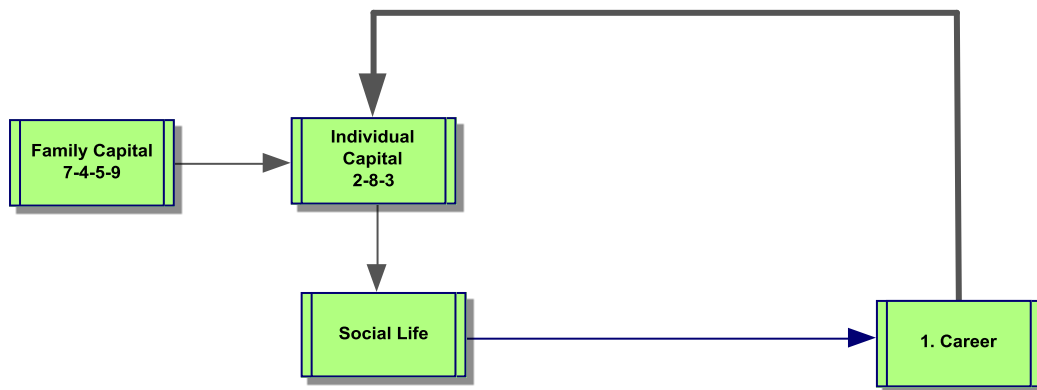 Family Capital
7-4-5-9
Individual
Capital
2-8-3
Social Life
1. Career